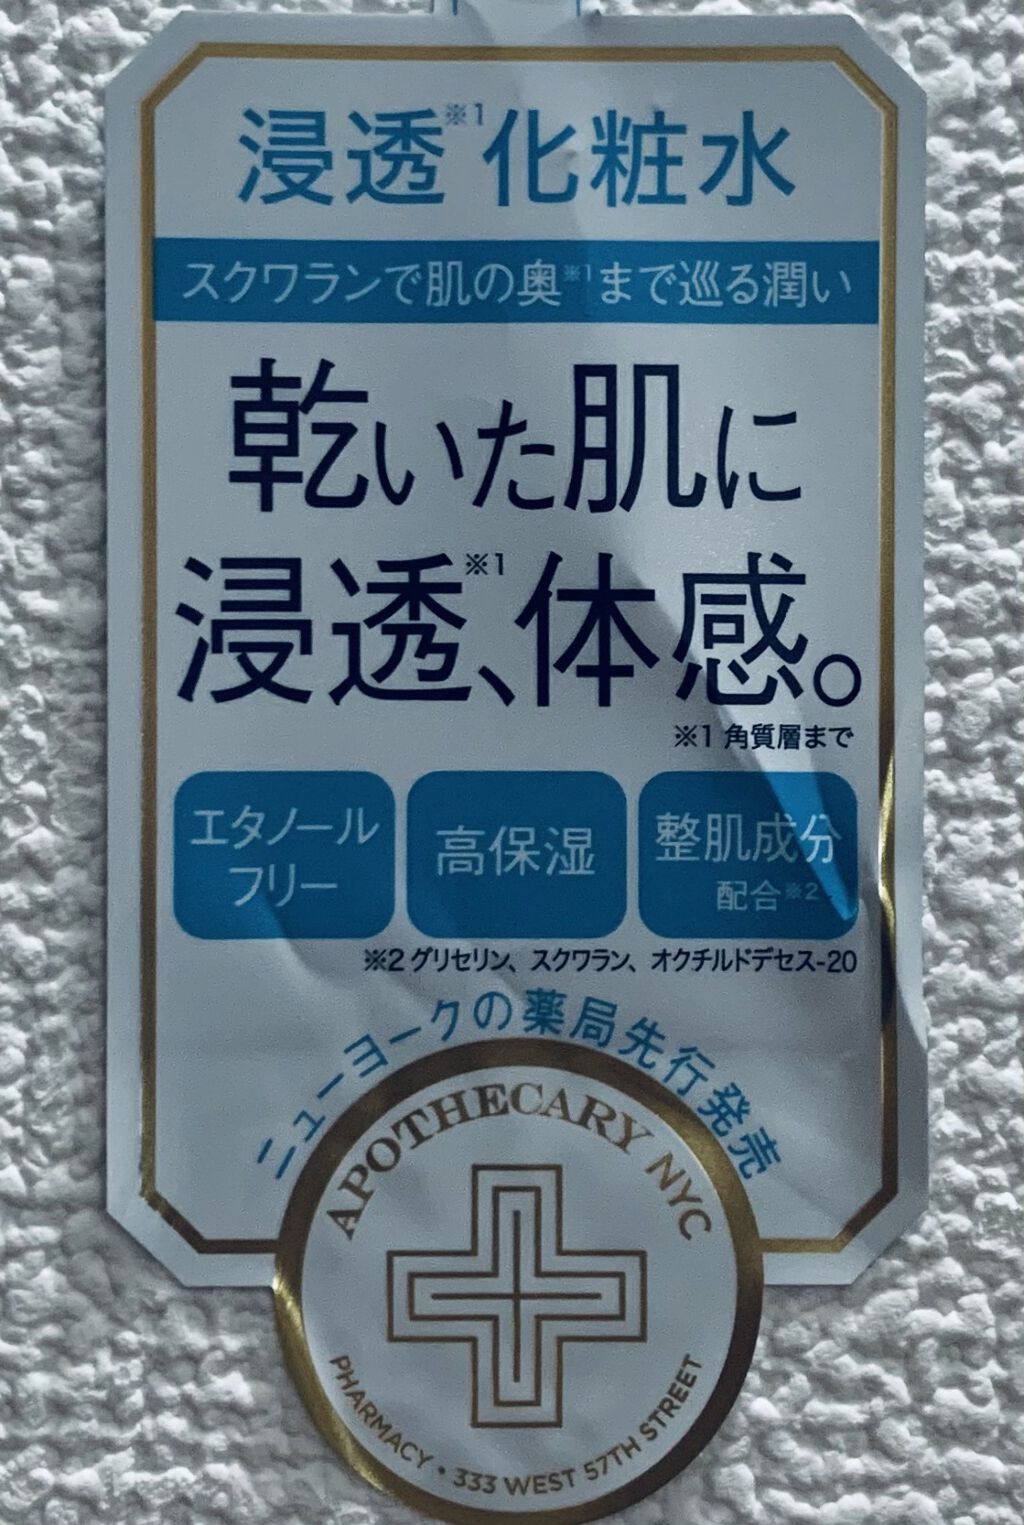 浸透※1化粧水
スクワランで肌の奥※1まで巡る潤い
乾いた肌に
浸透※1、体感。
※1 角質層まで
エタノール
フリー
高保湿
整肌成分
配合※2
※2 グリセリン、スクワラン、オクチルドデセス-20
ニューヨークの薬局先行発売
APOTHECARY NYC
PHARMACY • 333 WEST 57TH STREET